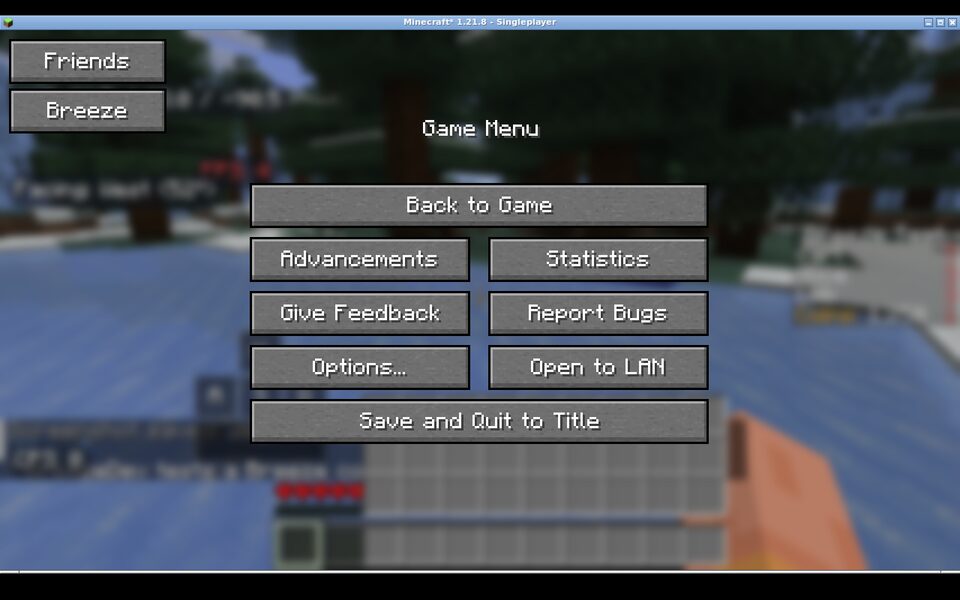 Minecraft* 1.21.8 - Singleplayer
Friends
Breeze
Game Menu
Back to Game
Advancements
Statistics
Give Feedback
Report Bugs
Options...
Open to LAN
Save and Quit to Title